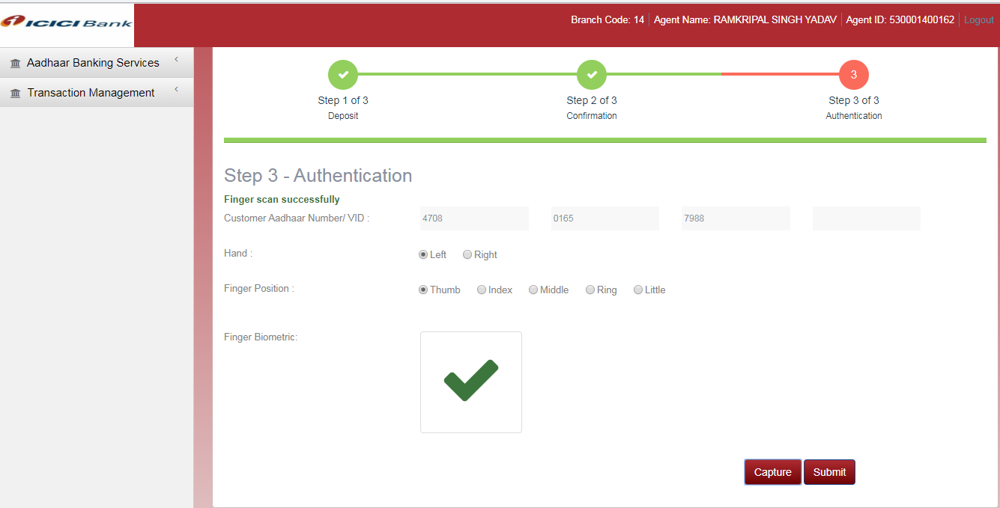 ICICI Bank
Branch Code: 14 | Agent Name: RAMKRIPAL SINGH YADAV | Agent ID: 530001400162 | Logout
Aadhaar Banking Services
Transaction Management
3
Step 1 of 3 Step 2 of 3 Step 3 of 3
Deposit Confirmation Authentication
Step 3 - Authentication
Finger scan successfully
Customer Aadhaar Number/ VID : 4708 0165 7988
Hand : Left Right
Finger Position : Thumb Index Middle Ring Little
Finger Biometric:
Capture Submit